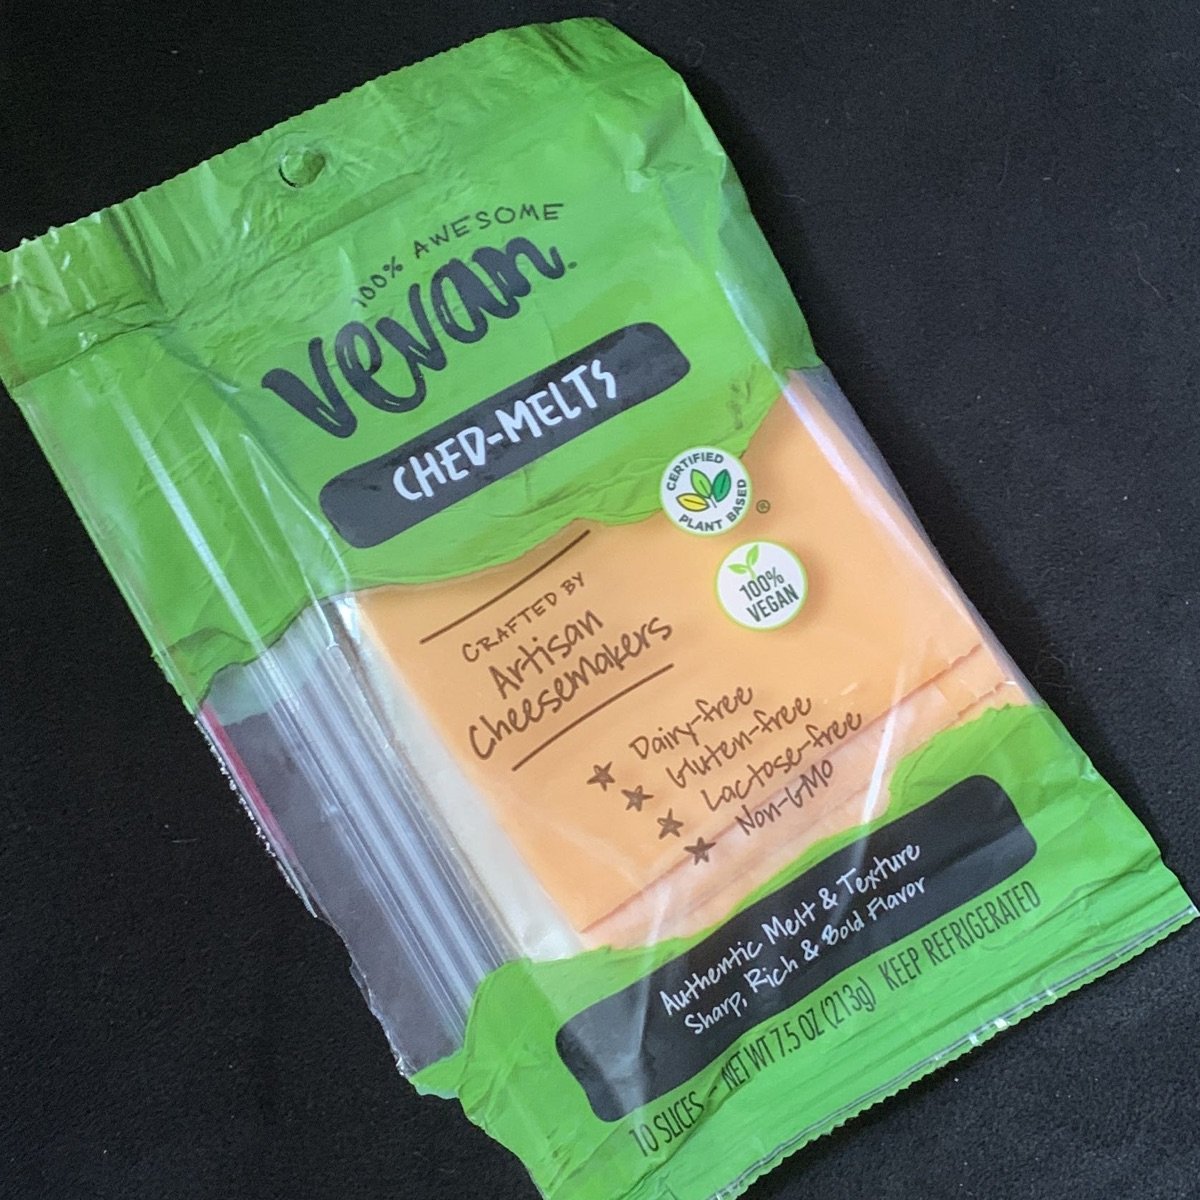 100% AWESOME
vevan
CHED-MELTS
CERTIFIED
PLANT BASED
®
100%
VEGAN
CRAFTED BY
Artisan
Cheesemakers
Dairy-free
Gluten-free
Lactose-free
Non-GMO
Authentic Melt & Texture
Sharp, Rich & Bold Flavor
10 SLICES – NET WT 7.5 OZ (213g) KEEP REFRIGERATED